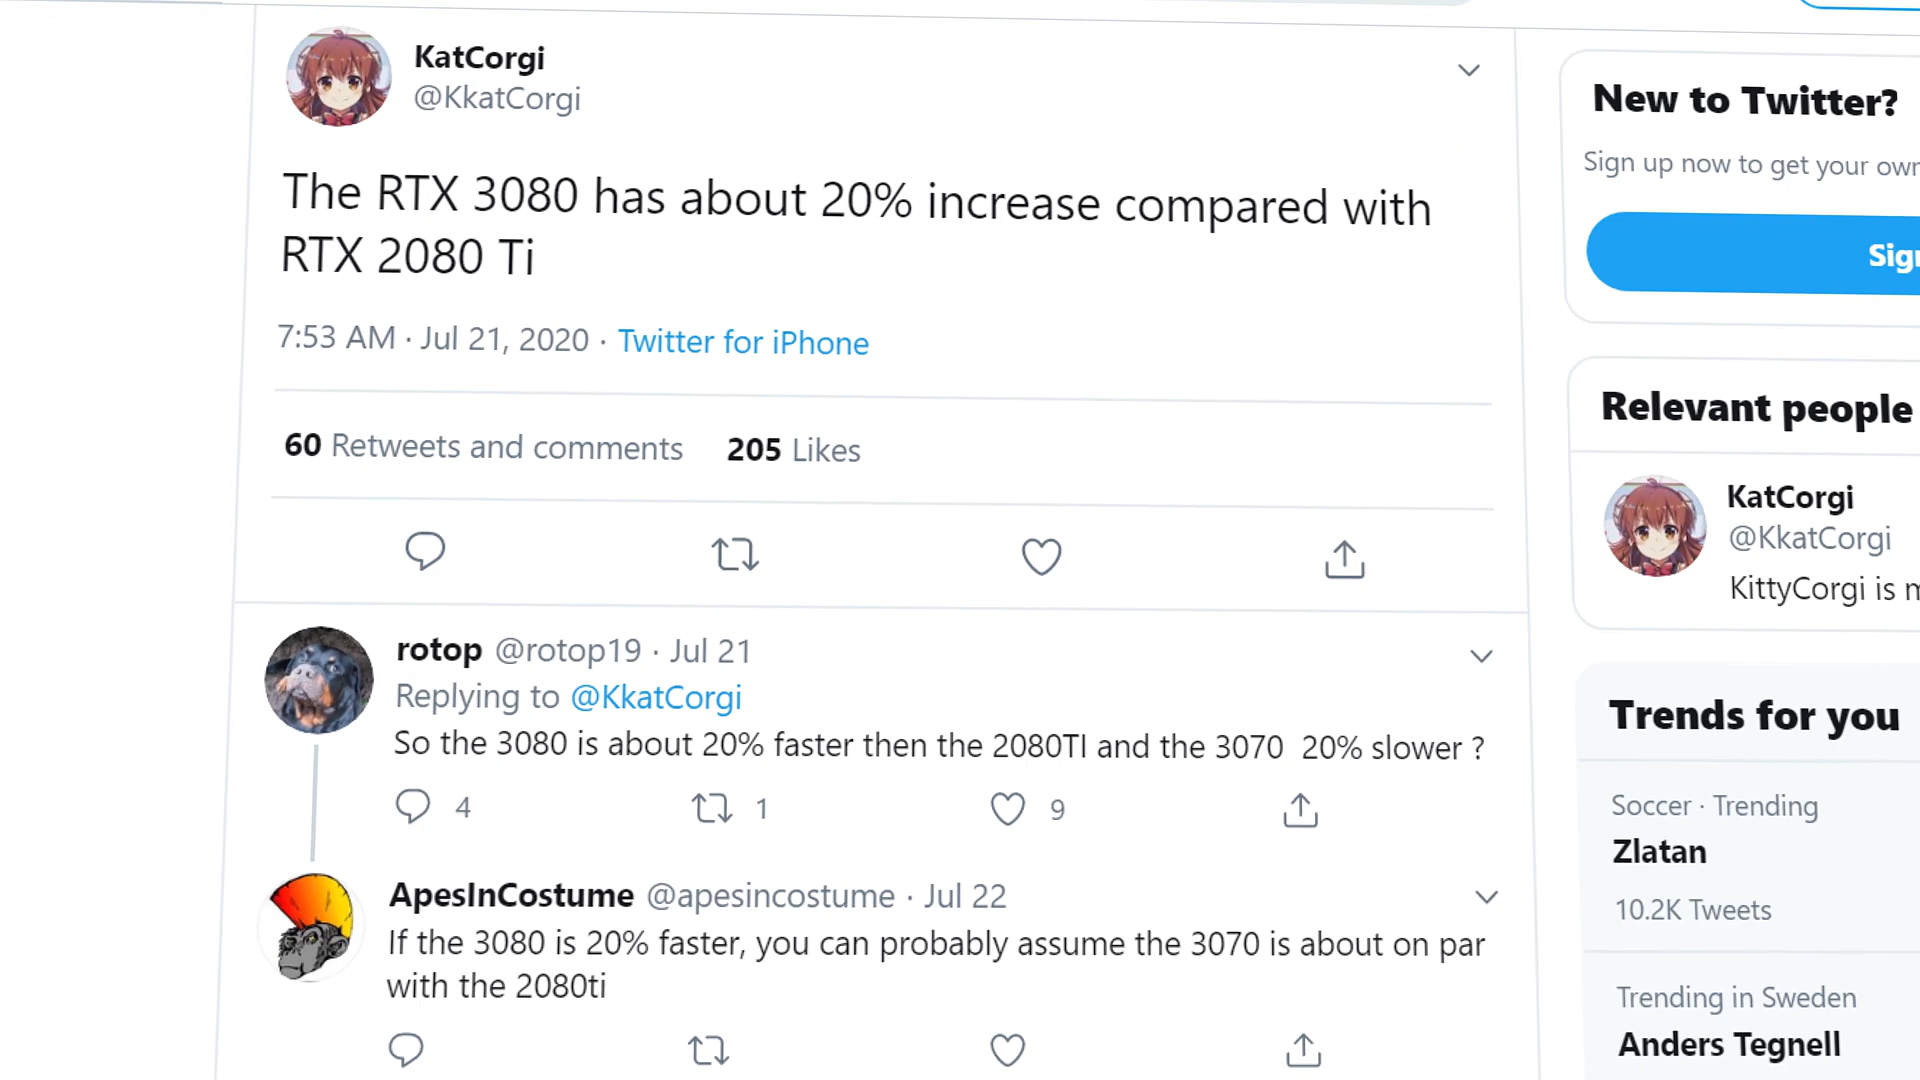 KatCorgi
@KkatCorgi
The RTX 3080 has about 20% increase compared with
RTX 2080 Ti
7:53 AM · Jul 21, 2020 · Twitter for iPhone
60 Retweets and comments 205 Likes
rotop @rotop19 · Jul 21
Replying to @KkatCorgi
So the 3080 is about 20% faster then the 2080TI and the 3070 20% slower ?
4 1 9
ApesInCostume @apesincostume · Jul 22
If the 3080 is 20% faster, you can probably assume the 3070 is about on par
with the 2080ti
New to Twitter?
Sign up now to get your own
Sign
Relevant people
KatCorgi
@KkatCorgi
KittyCorgi is
Trends for you
Soccer · Trending
Zlatan
10.2K Tweets
Trending in Sweden
Anders Tegnell